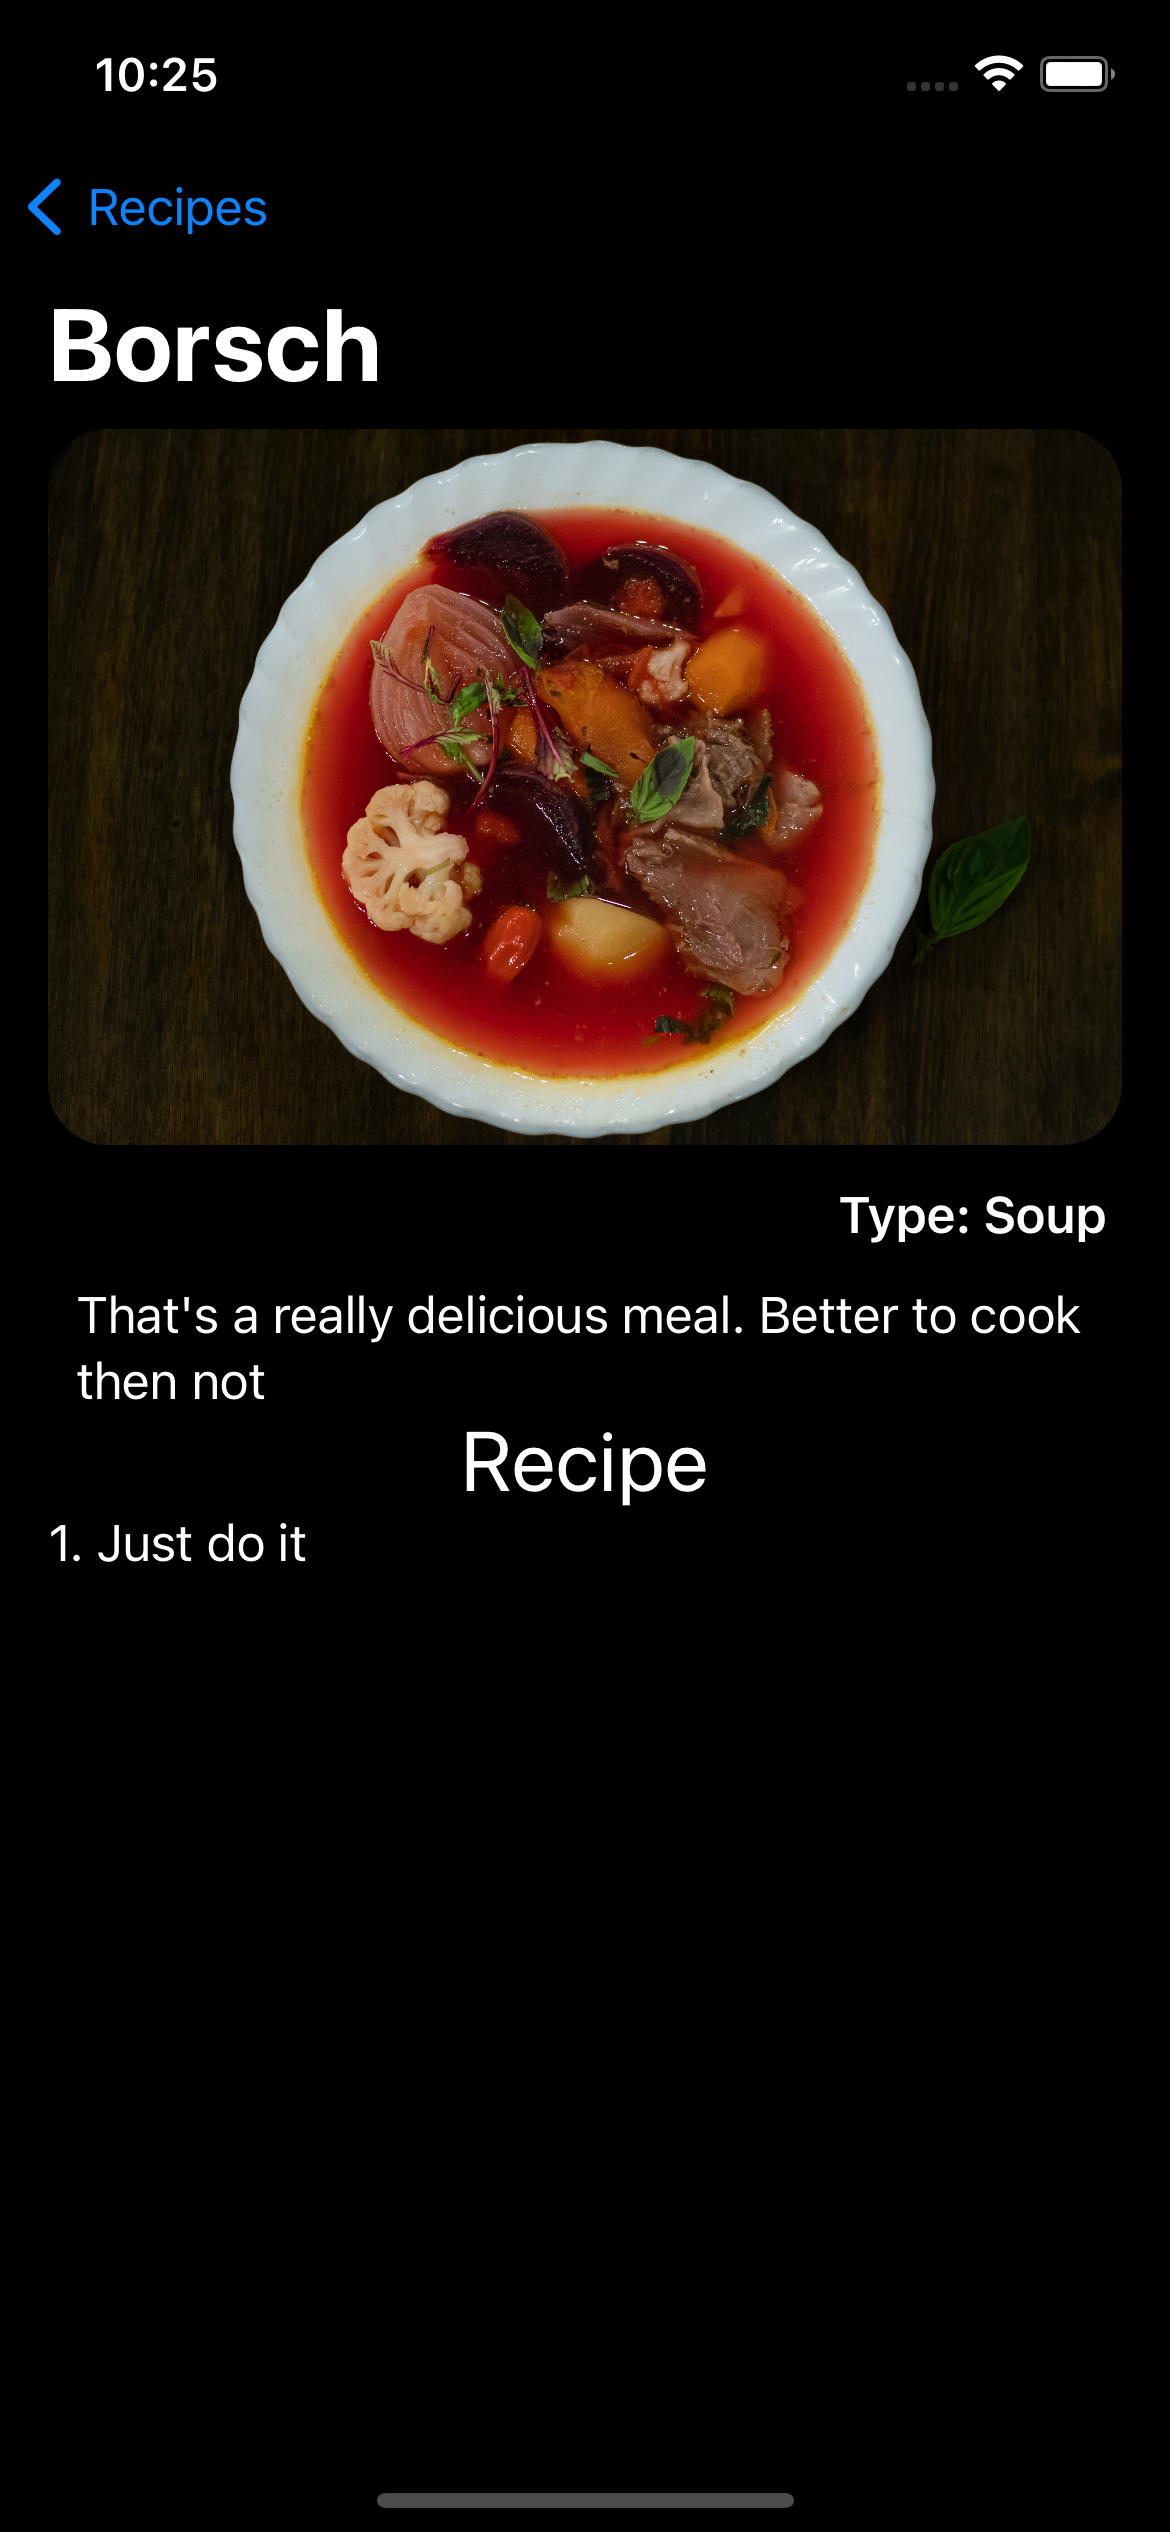 10:25
Recipes
Borsch
Type: Soup
That's a really delicious meal. Better to cook
then not
Recipe
1. Just do it